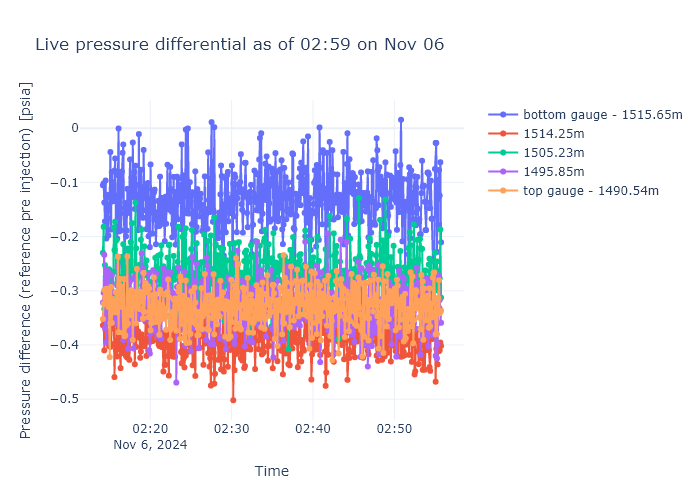 Live pressure differential as of 02:59 on Nov 06
Pressure difference (reference pre injection) [psia]
0
−0.1
−0.2
−0.3
−0.4
−0.5
02:20
Nov 6, 2024
02:30
02:40
02:50
Time
bottom gauge - 1515.65m
1514.25m
1505.23m
1495.85m
top gauge - 1490.54m